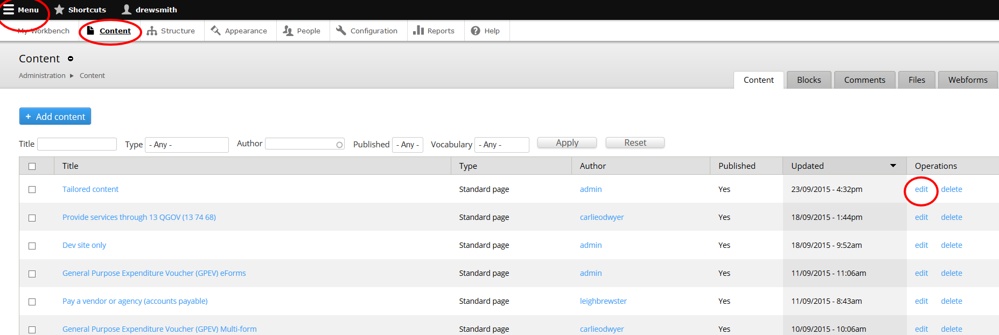 Menu Shortcuts drewsmith
My Workbench Content Structure Appearance People Configuration Reports Help
Content
Administration Content
Content Blocks Comments Files Webforms
+ Add content
Title Type - Any - Author Published - Any - Vocabulary - Any - Apply Reset
Title Type Author Published Updated Operations
Tailored content Standard page admin Yes 23/09/2015 - 4:32pm edit delete
Provide services through 13 QGOV (13 74 68) Standard page carlieodwyer Yes 18/09/2015 - 1:44pm edit delete
Dev site only Standard page admin Yes 18/09/2015 - 9:52am edit delete
General Purpose Expenditure Voucher (GPEV) eForms Standard page admin Yes 11/09/2015 - 11:06am edit delete
Pay a vendor or agency (accounts payable) Standard page leighbrewster Yes 11/09/2015 - 8:43am edit delete
General Purpose Expenditure Voucher (GPEV) Multi-form Standard page carlieodwyer Yes 10/09/2015 - 10:06am edit delete